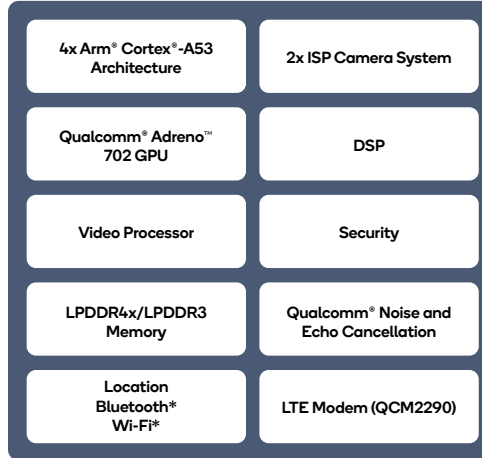 4x Arm® Cortex®-A53
Architecture
2x ISP Camera System
Qualcomm® Adreno™
702 GPU
DSP
Video Processor
Security
LPDDR4x/LPDDR3
Memory
Qualcomm® Noise and
Echo Cancellation
Location
Bluetooth*
Wi-Fi*
LTE Modem (QCM2290)